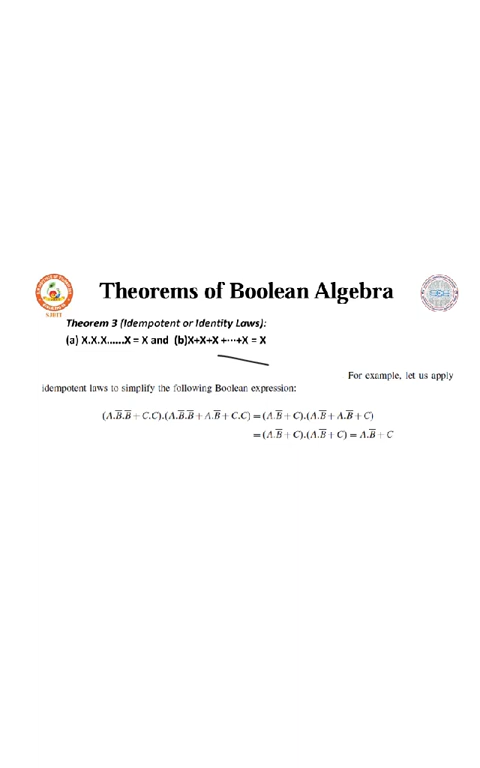 Theorems of Boolean Algebra
KJEI
Theorem 3 (Idempotent or Identity Laws):
(a) X.X.X......X = X and (b)X+X+X +···+X = X
For example, let us apply
idempotent laws to simplify the following Boolean expression:
(A.B̅.B̅ + C.C).(A.B̅.B̅ + A.B̅ + C.C) = (A.B̅ + C).(A.B̅ + A.B̅ + C)
= (A.B̅ + C).(A.B̅ + C) = A.B̅ + C